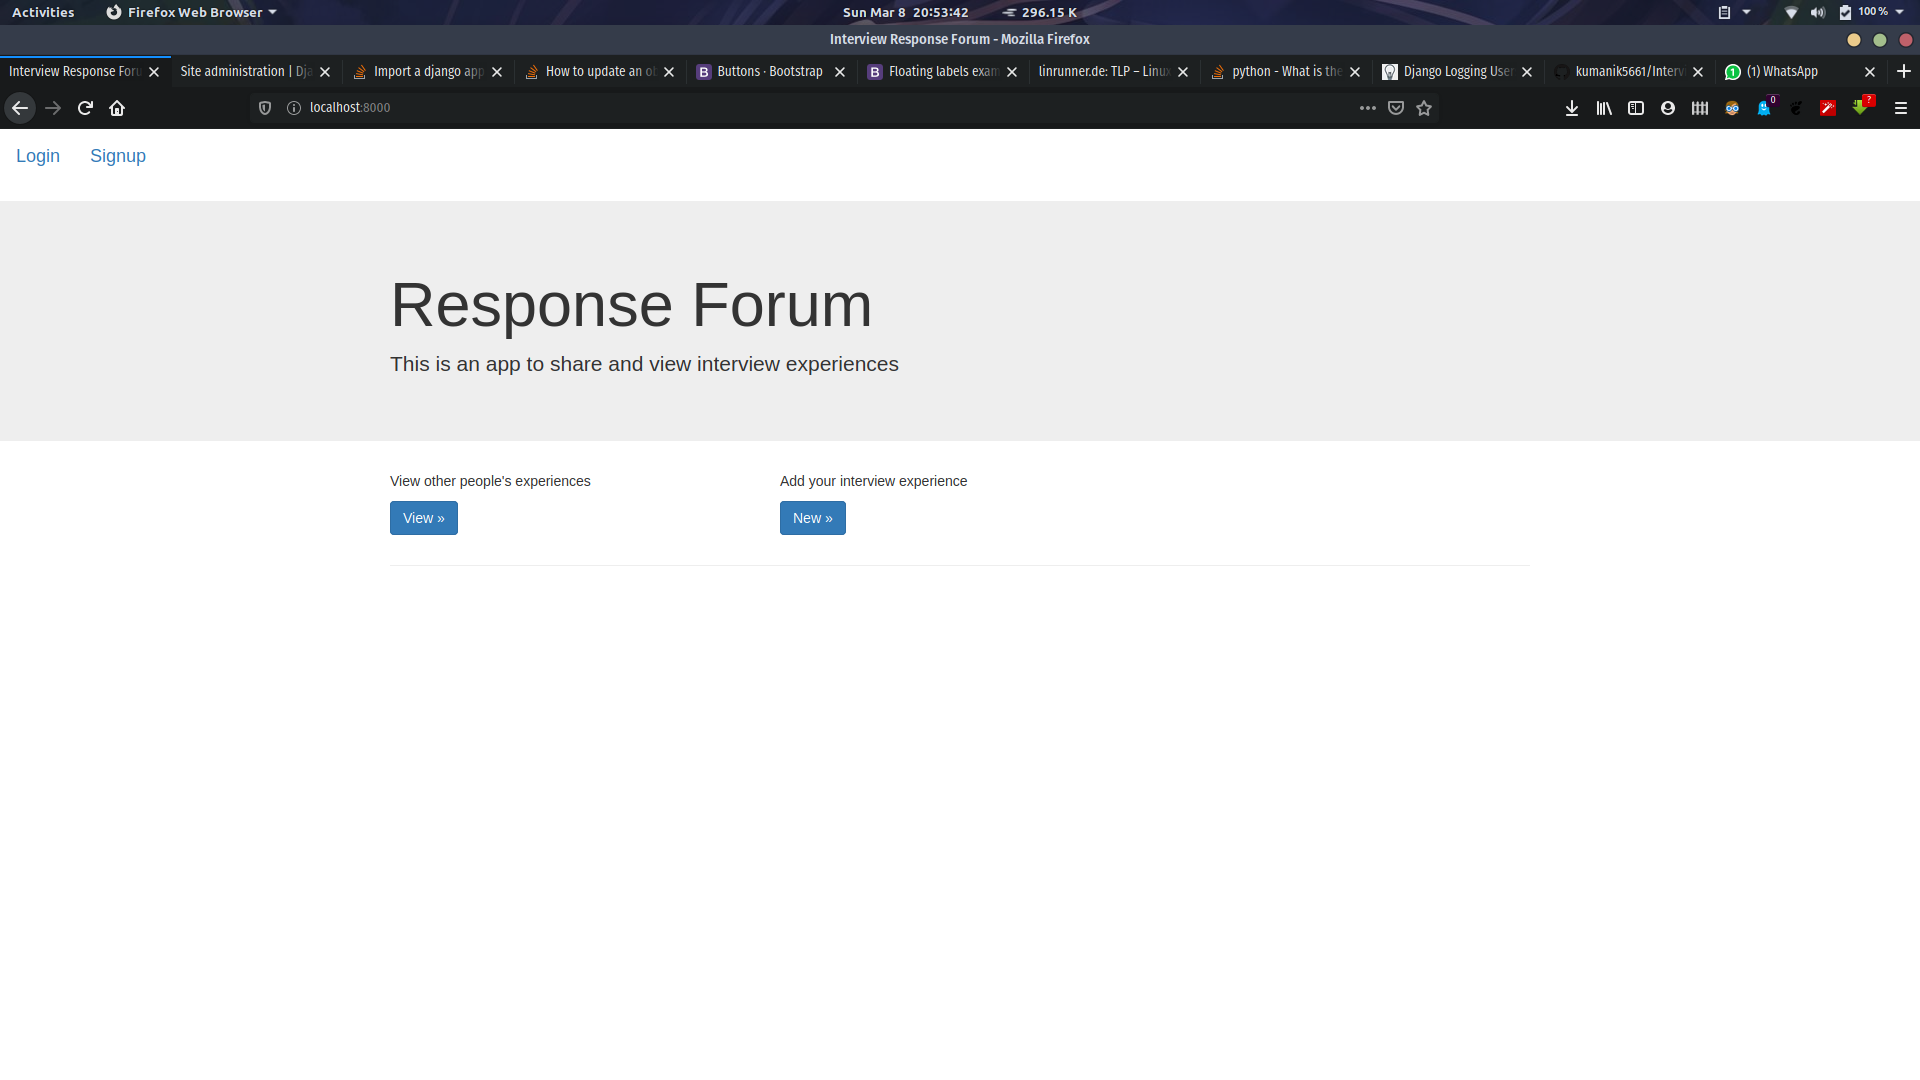 Activities Firefox Web Browser Sun Mar 8 20:53:42 296.15 K 100 %
Interview Response Forum - Mozilla Firefox
Interview Response Foru Site administration | Dja Import a django app How to update an ob B Buttons · Bootstrap B Floating labels exam linrunner.de: TLP – Linux python - What is the Django Logging User kumanik5661/Intervi 1 (1) WhatsApp
localhost:8000 0 ?
Login Signup
Response Forum
This is an app to share and view interview experiences
View other people's experiences Add your interview experience
View » New »